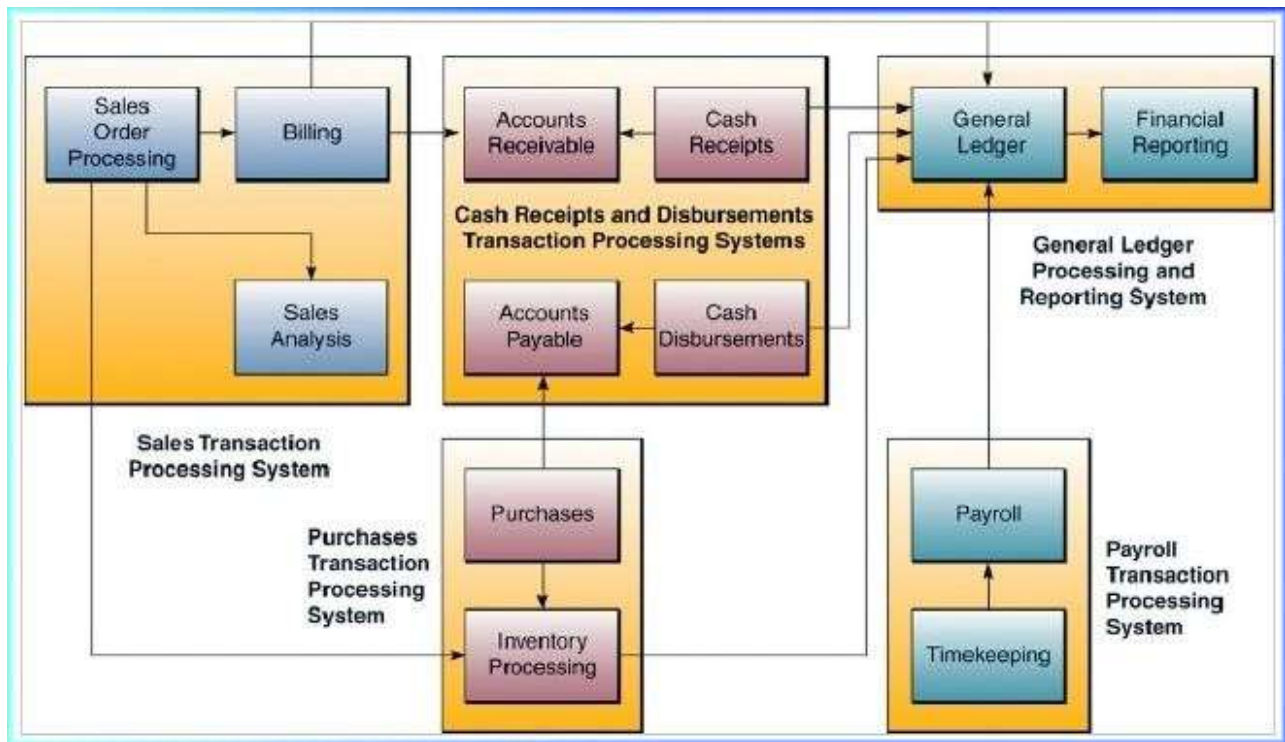 Sales
Order
Processing
Billing
Sales
Analysis
Sales Transaction
Processing System
Accounts
Receivable
Cash
Receipts
Cash Receipts and Disbursements
Transaction Processing Systems
Accounts
Payable
Cash
Disbursements
General
Ledger
Financial
Reporting
General Ledger
Processing and
Reporting System
Purchases
Inventory
Processing
Purchases
Transaction
Processing
System
Payroll
Timekeeping
Payroll
Transaction
Processing
System